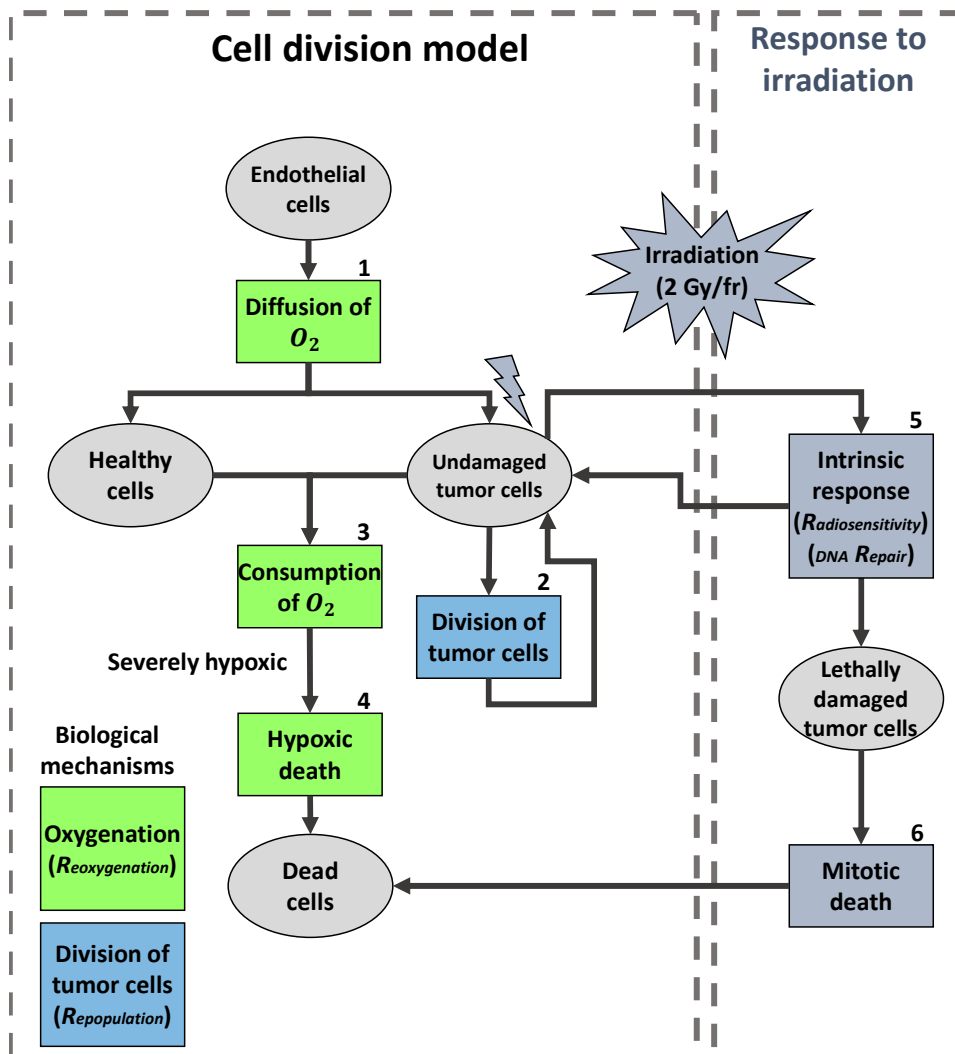 Cell division model
Response to
irradiation
Endothelial
cells
Irradiation
(2 Gy/fr)
1
Diffusion of
O₂
Healthy
cells
Undamaged
tumor cells
5
Intrinsic
response
(Radiosensitivity)
(DNA Repair)
3
Consumption
of O₂
2
Division of
tumor cells
Severely hypoxic
Lethally
damaged
tumor cells
4
Hypoxic
death
Biological
mechanisms
Oxygenation
(Reoxygenation)
Dead
cells
6
Mitotic
death
Division of
tumor cells
(Repopulation)